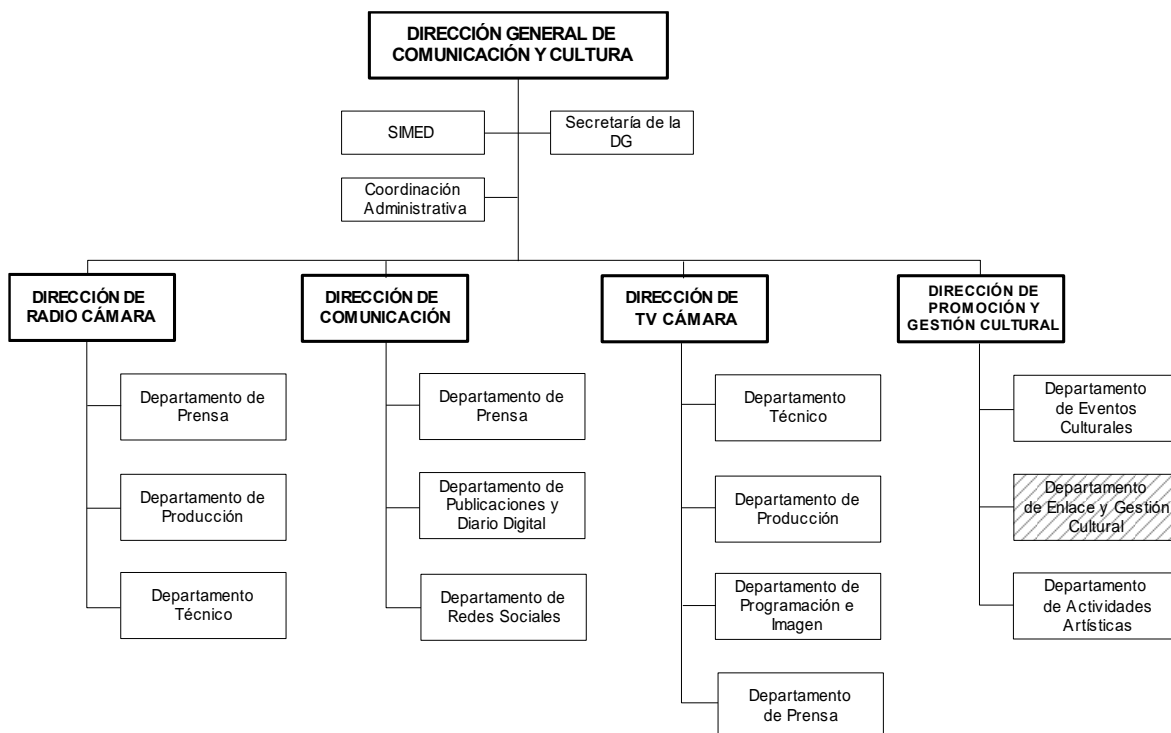 DIRECCIÓN GENERAL DE
COMUNICACIÓN Y CULTURA
SIMED
Secretaría de la
DG
Coordinación
Administrativa
DIRECCIÓN DE
RADIO CÁMARA
Departamento de
Prensa
Departamento de
Producción
Departamento
Técnico
DIRECCIÓN DE
COMUNICACIÓN
Departamento de
Prensa
Departamento de
Publicaciones y
Diario Digital
Departamento de
Redes Sociales
DIRECCIÓN DE
TV CÁMARA
Departamento
Técnico
Departamento de
Producción
Departamento de
Programación e
Imagen
Departamento
de Prensa
DIRECCIÓN DE
PROMOCIÓN Y
GESTIÓN CULTURAL
Departamento
de Eventos
Culturales
Departamento
de Enlace y Gestión
Cultural
Departamento
de Actividades
Artísticas